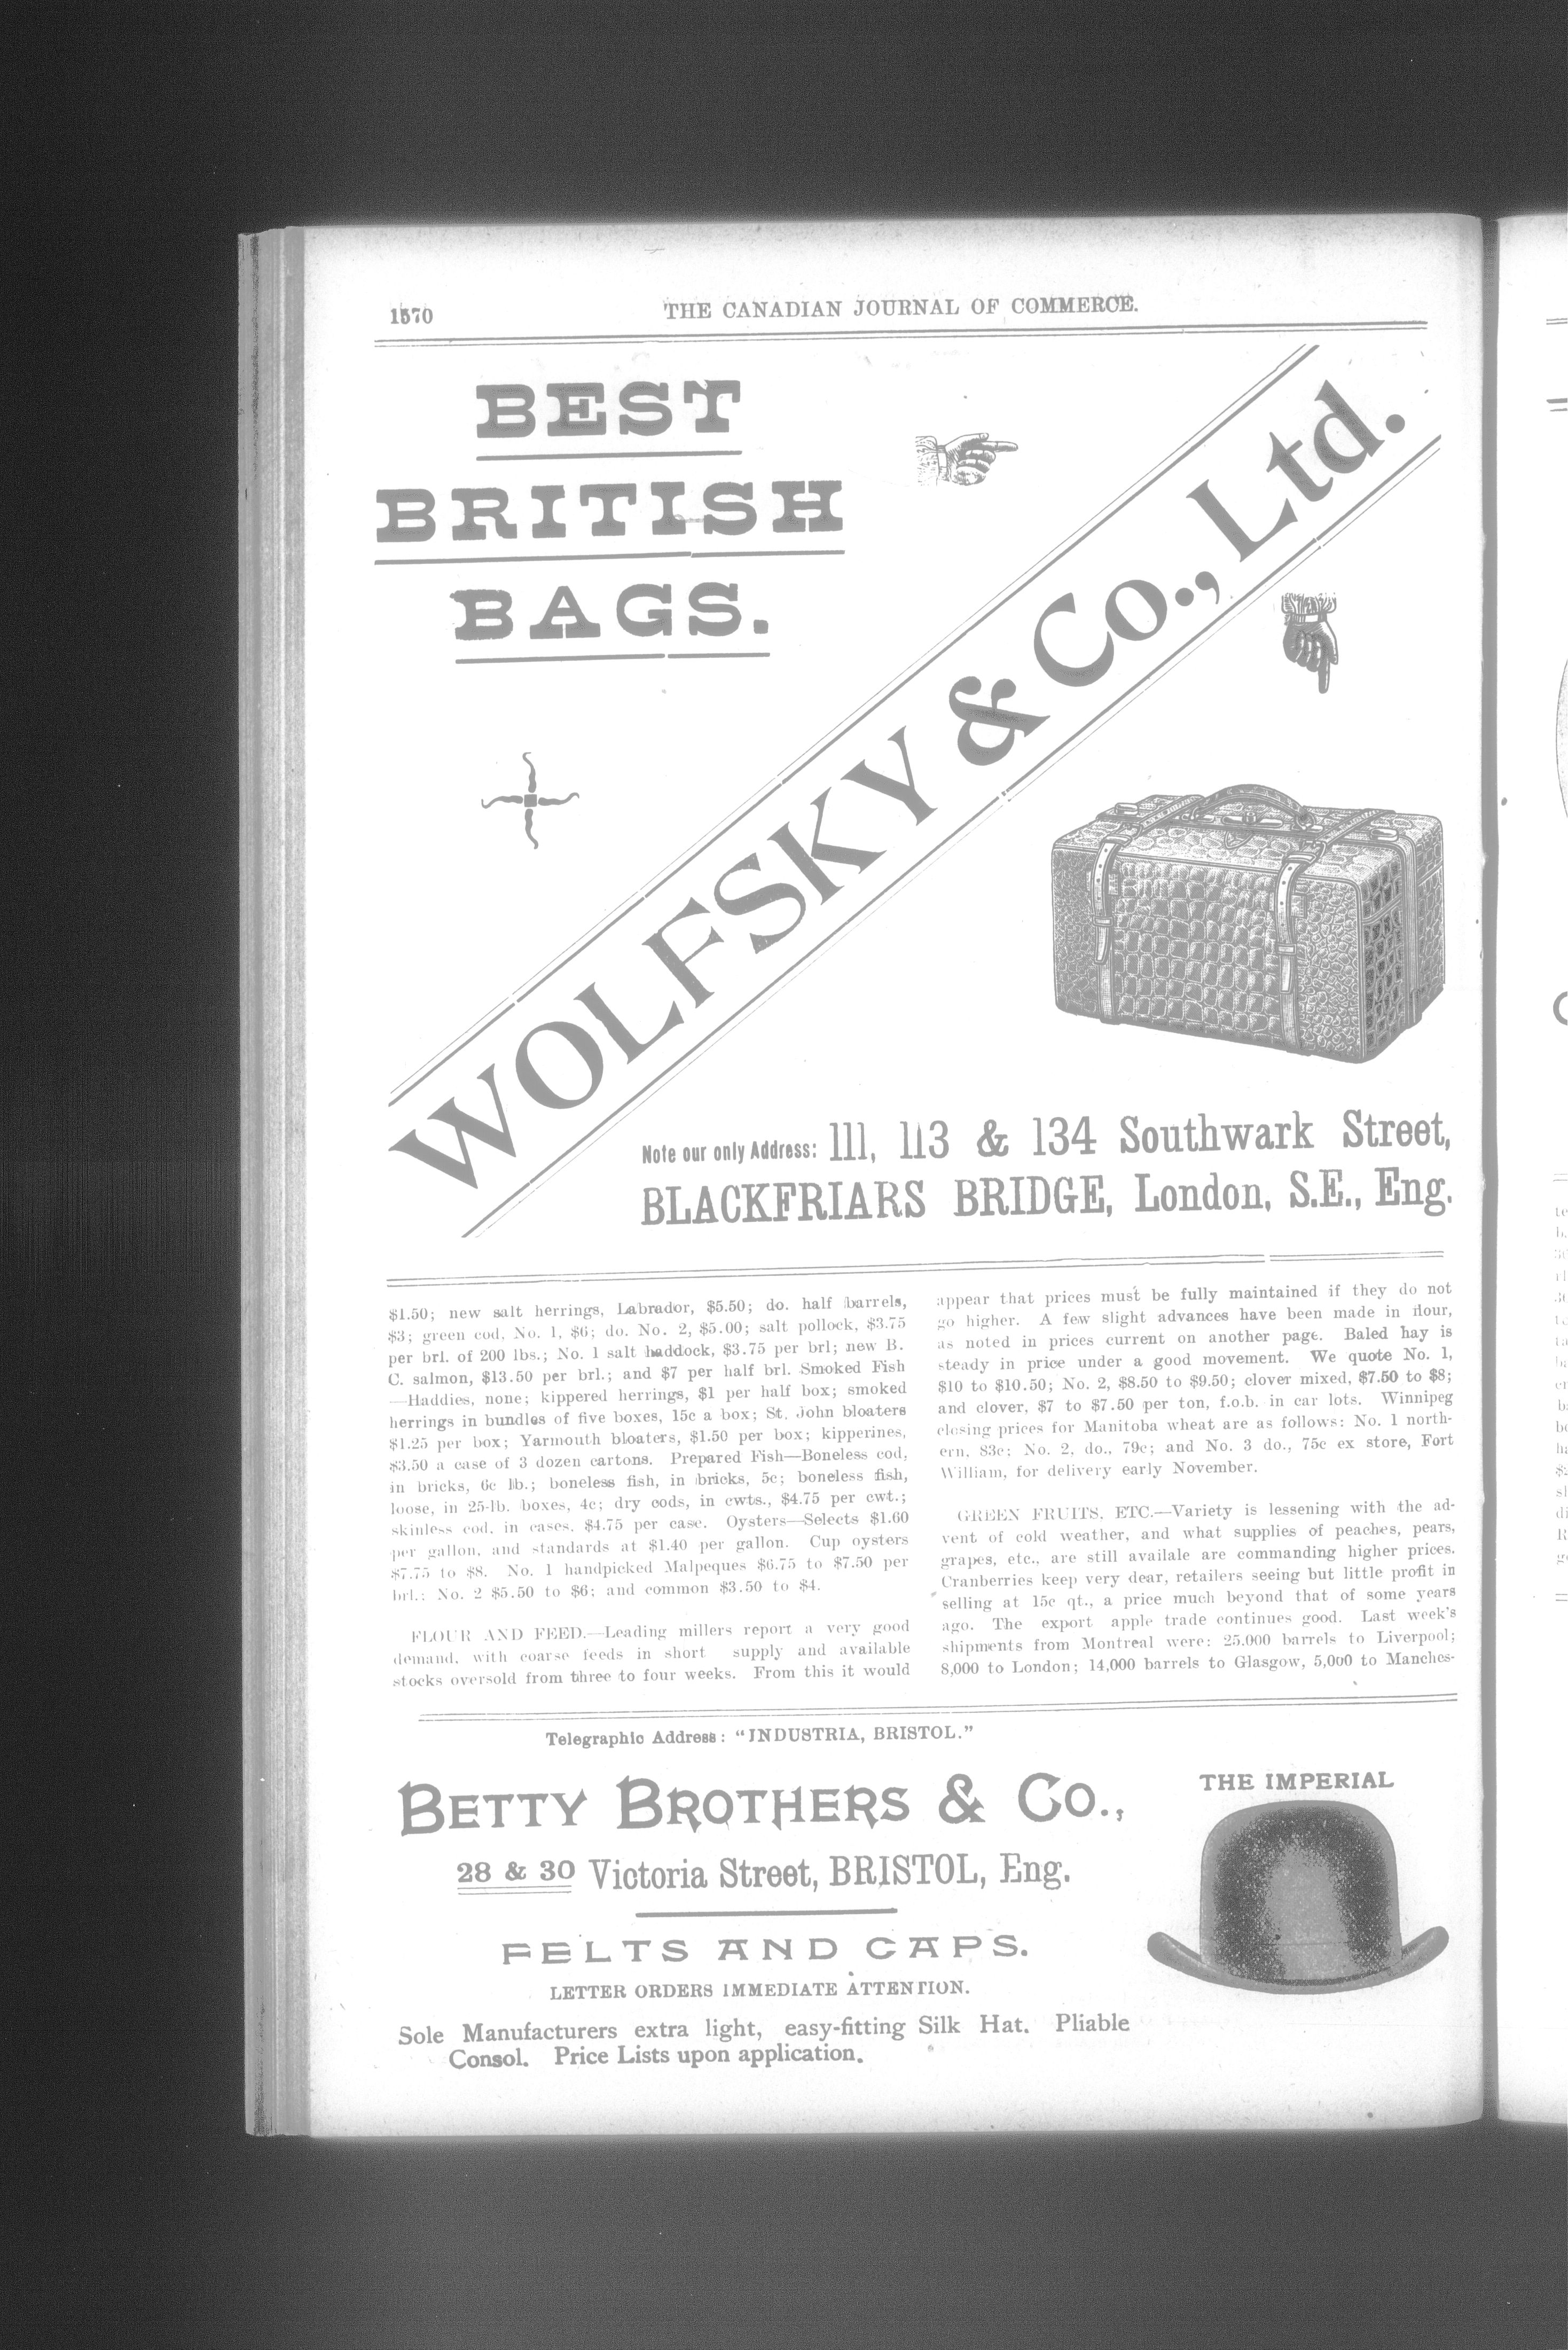 1570
THE CANADIAN JOURNAL OF COMMERCE.
BEST
BRITISH
BAGS.
WOLFSKY & Co., Ltd.
Note our only Address: 111, 113 & 134 Southwark Street,
BLACKFRIARS BRIDGE, London, S.E., Eng.
$1.50; new salt herrings, Labrador, $5.50; do. half barrels,
$3; green cod, No. 1, $6; do. No. 2, $5.00; salt pollock, $3.75
per brl. of 200 lbs.; No. 1 salt haddock, $3.75 per brl; new B.
C. salmon, $13.50 per brl.; and $7 per half brl. Smoked Fish
—Haddies, none; kippered herrings, $1 per half box; smoked
herrings in bundles of five boxes, 15c a box; St. John bloaters
$1.25 per box; Yarmouth bloaters, $1.50 per box; kipperines,
$3.50 a case of 3 dozen cartons. Prepared Fish—Boneless cod,
in bricks, 6c lb.; boneless fish, in bricks, 5c; boneless fish,
loose, in 25-lb. boxes, 4c; dry cods, in cwts., $4.75 per cwt.;
skinless cod, in cases, $4.75 per case. Oysters—Selects $1.60
per gallon, and standards at $1.40 per gallon. Cup oysters
$7.75 to $8. No. 1 handpicked Malpeques $6.75 to $7.50 per
brl.; No. 2 $5.50 to $6; and common $3.50 to $4.
FLOUR AND FEED.—Leading millers report a very good
demand, with coarse feeds in short supply and available
stocks oversold from three to four weeks. From this it would
appear that prices must be fully maintained if they do not
go higher. A few slight advances have been made in flour,
as noted in prices current on another page. Baled hay is
steady in price under a good movement. We quote No. 1,
$10 to $10.50; No. 2, $8.50 to $9.50; clover mixed, $7.50 to $8;
and clover, $7 to $7.50 per ton, f.o.b. in car lots. Winnipeg
closing prices for Manitoba wheat are as follows: No. 1 north-
ern, 83c; No. 2, do., 79c; and No. 3 do., 75c ex store, Fort
William, for delivery early November.
GREEN FRUITS, ETC.—Variety is lessening with the ad-
vent of cold weather, and what supplies of peaches, pears,
grapes, etc., are still availale are commanding higher prices.
Cranberries keep very dear, retailers seeing but little profit in
selling at 15c qt., a price much beyond that of some years
ago. The export apple trade continues good. Last week's
shipments from Montreal were: 25,000 barrels to Liverpool;
8,000 to London; 14,000 barrels to Glasgow, 5,000 to Manches-
Telegraphic Address: "INDUSTRIA, BRISTOL."
BETTY BROTHERS & Co.,
28 & 30 Victoria Street, BRISTOL, Eng.
FELTS AND CAPS.
LETTER ORDERS IMMEDIATE ATTENTION.
Sole Manufacturers extra light, easy-fitting Silk Hat. Pliable
Consol. Price Lists upon application.
THE IMPERIAL